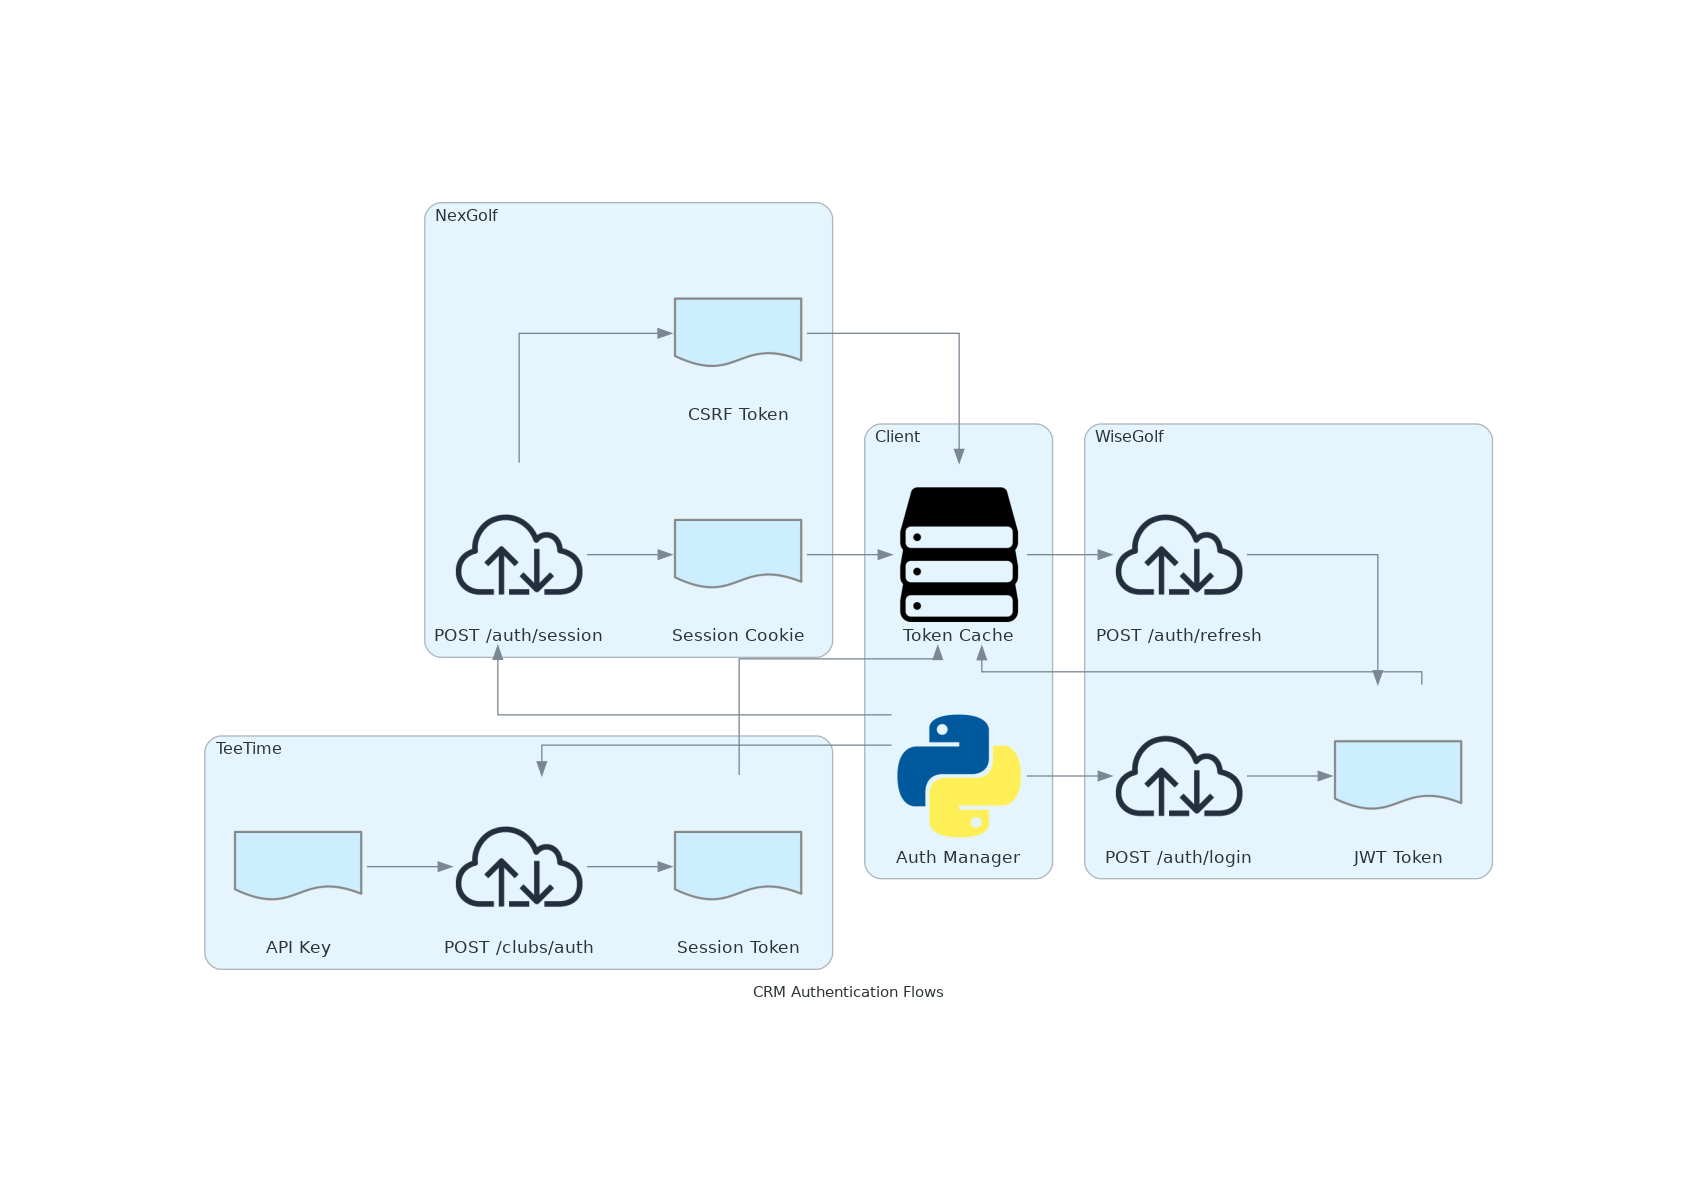 NexGolf
CSRF Token
Client
WiseGolf
POST /auth/session
Session Cookie
Token Cache
POST /auth/refresh
TeeTime
Auth Manager
POST /auth/login
JWT Token
API Key
POST /clubs/auth
Session Token
CRM Authentication Flows